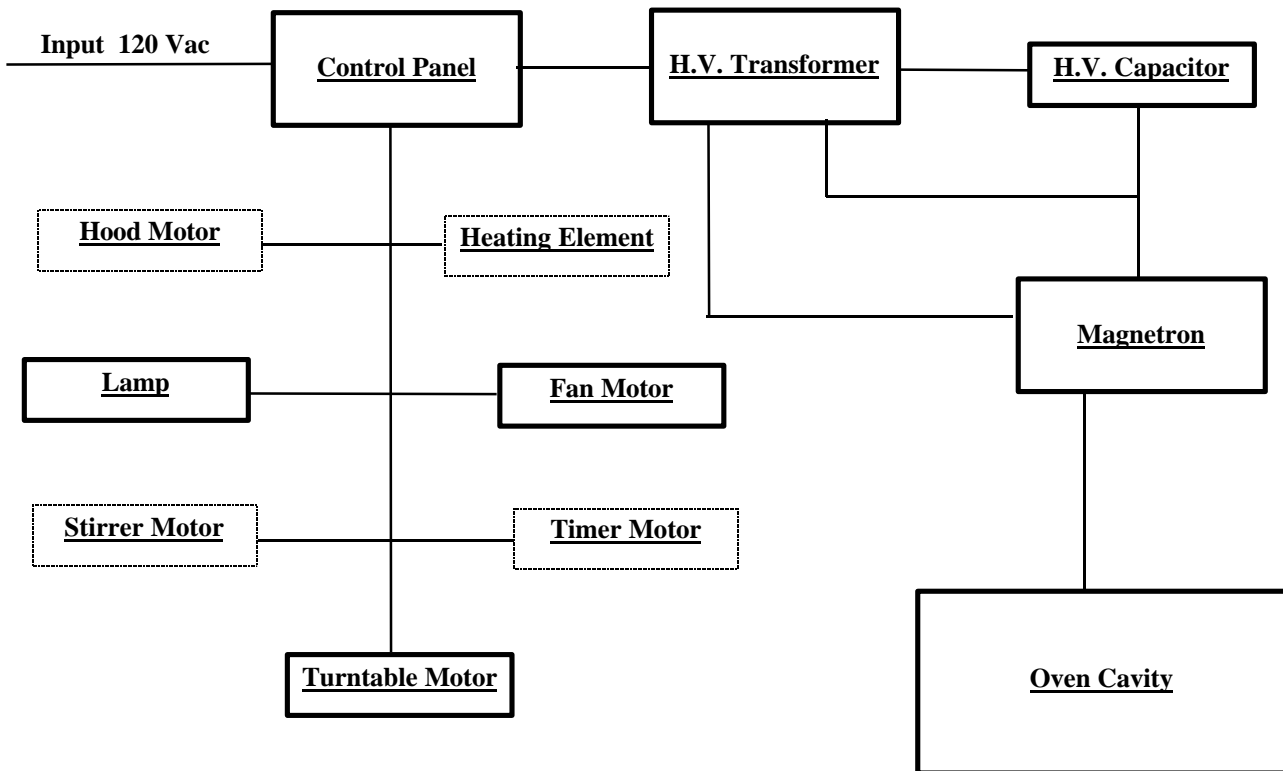 Input  120 Vac
Control Panel
H.V. Transformer
H.V. Capacitor
Hood Motor
Heating Element
Magnetron
Lamp
Fan Motor
Stirrer Motor
Timer Motor
Turntable Motor
Oven Cavity